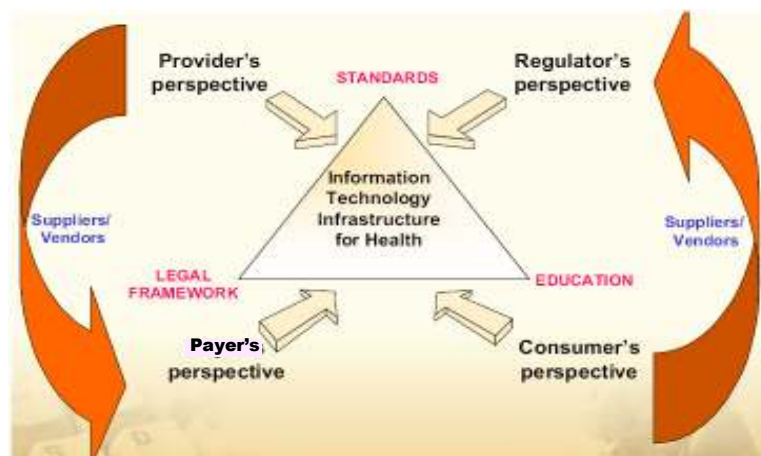 Provider's
perspective
STANDARDS
Regulator's
perspective
Information
Technology
Infrastructure
for Health
Suppliers/
Vendors
Suppliers/
Vendors
LEGAL
FRAMEWORK
EDUCATION
Payer's
perspective
Consumer's
perspective